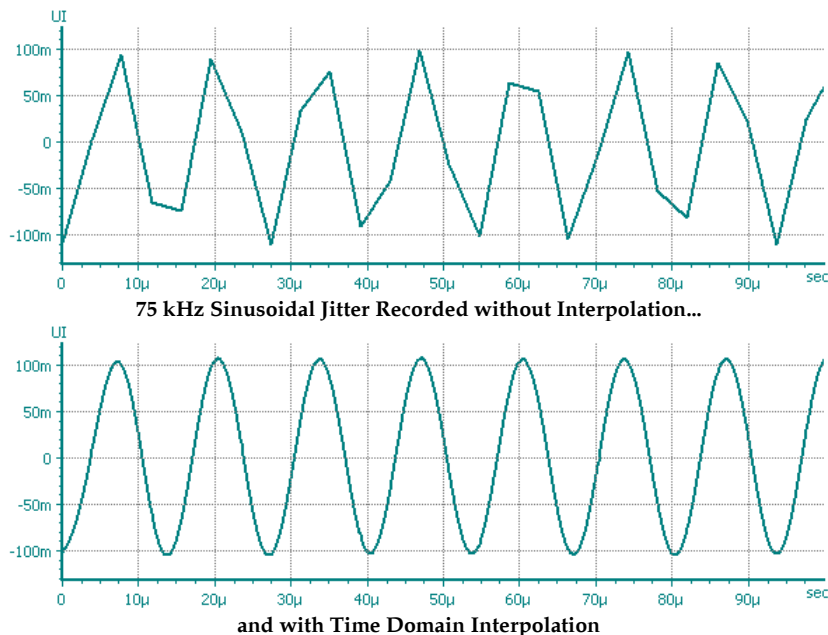 UI
100m
50m
0
-50m
-100m
0 10µ 20µ 30µ 40µ 50µ 60µ 70µ 80µ 90µ sec
75 kHz Sinusoidal Jitter Recorded without Interpolation...
UI
100m
50m
0
-50m
-100m
0 10µ 20µ 30µ 40µ 50µ 60µ 70µ 80µ 90µ sec
and with Time Domain Interpolation